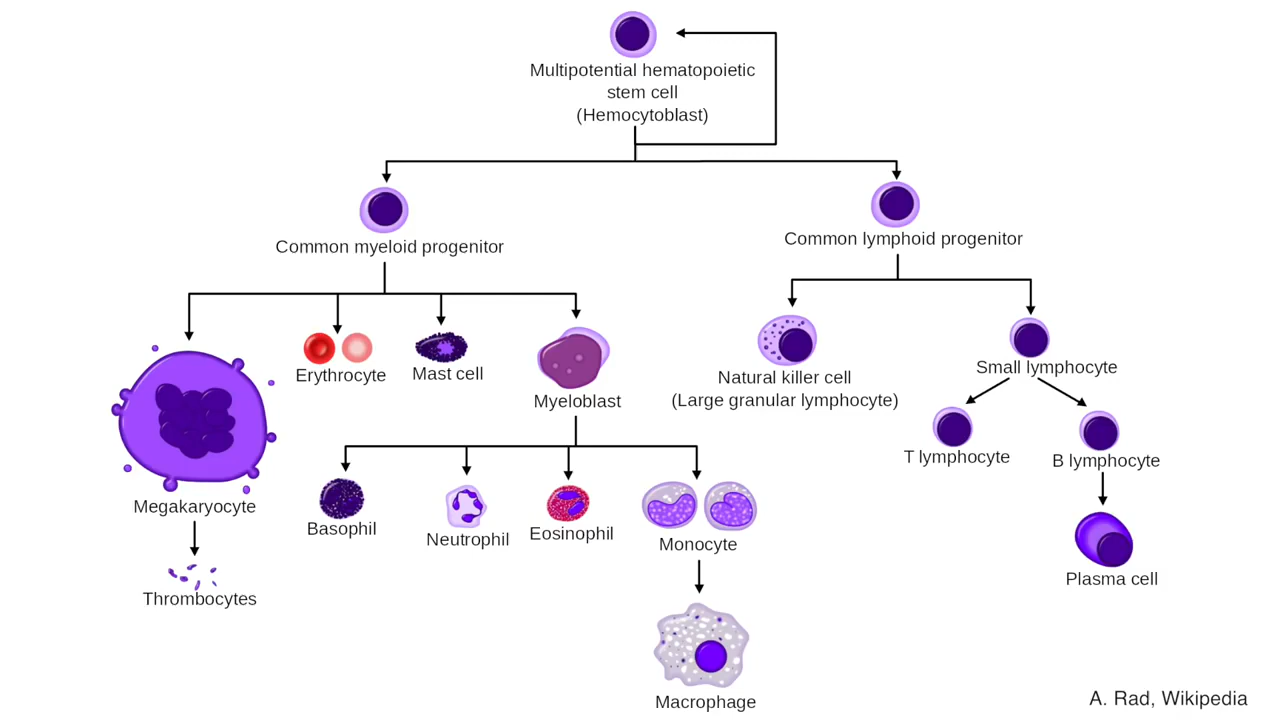 Multipotential hematopoietic
stem cell
(Hemocytoblast)
Common myeloid progenitor
Common lymphoid progenitor
Erythrocyte
Mast cell
Myeloblast
Natural killer cell
(Large granular lymphocyte)
Small lymphocyte
T lymphocyte
B lymphocyte
Megakaryocyte
Basophil
Neutrophil
Eosinophil
Monocyte
Plasma cell
Thrombocytes
Macrophage
A. Rad, Wikipedia